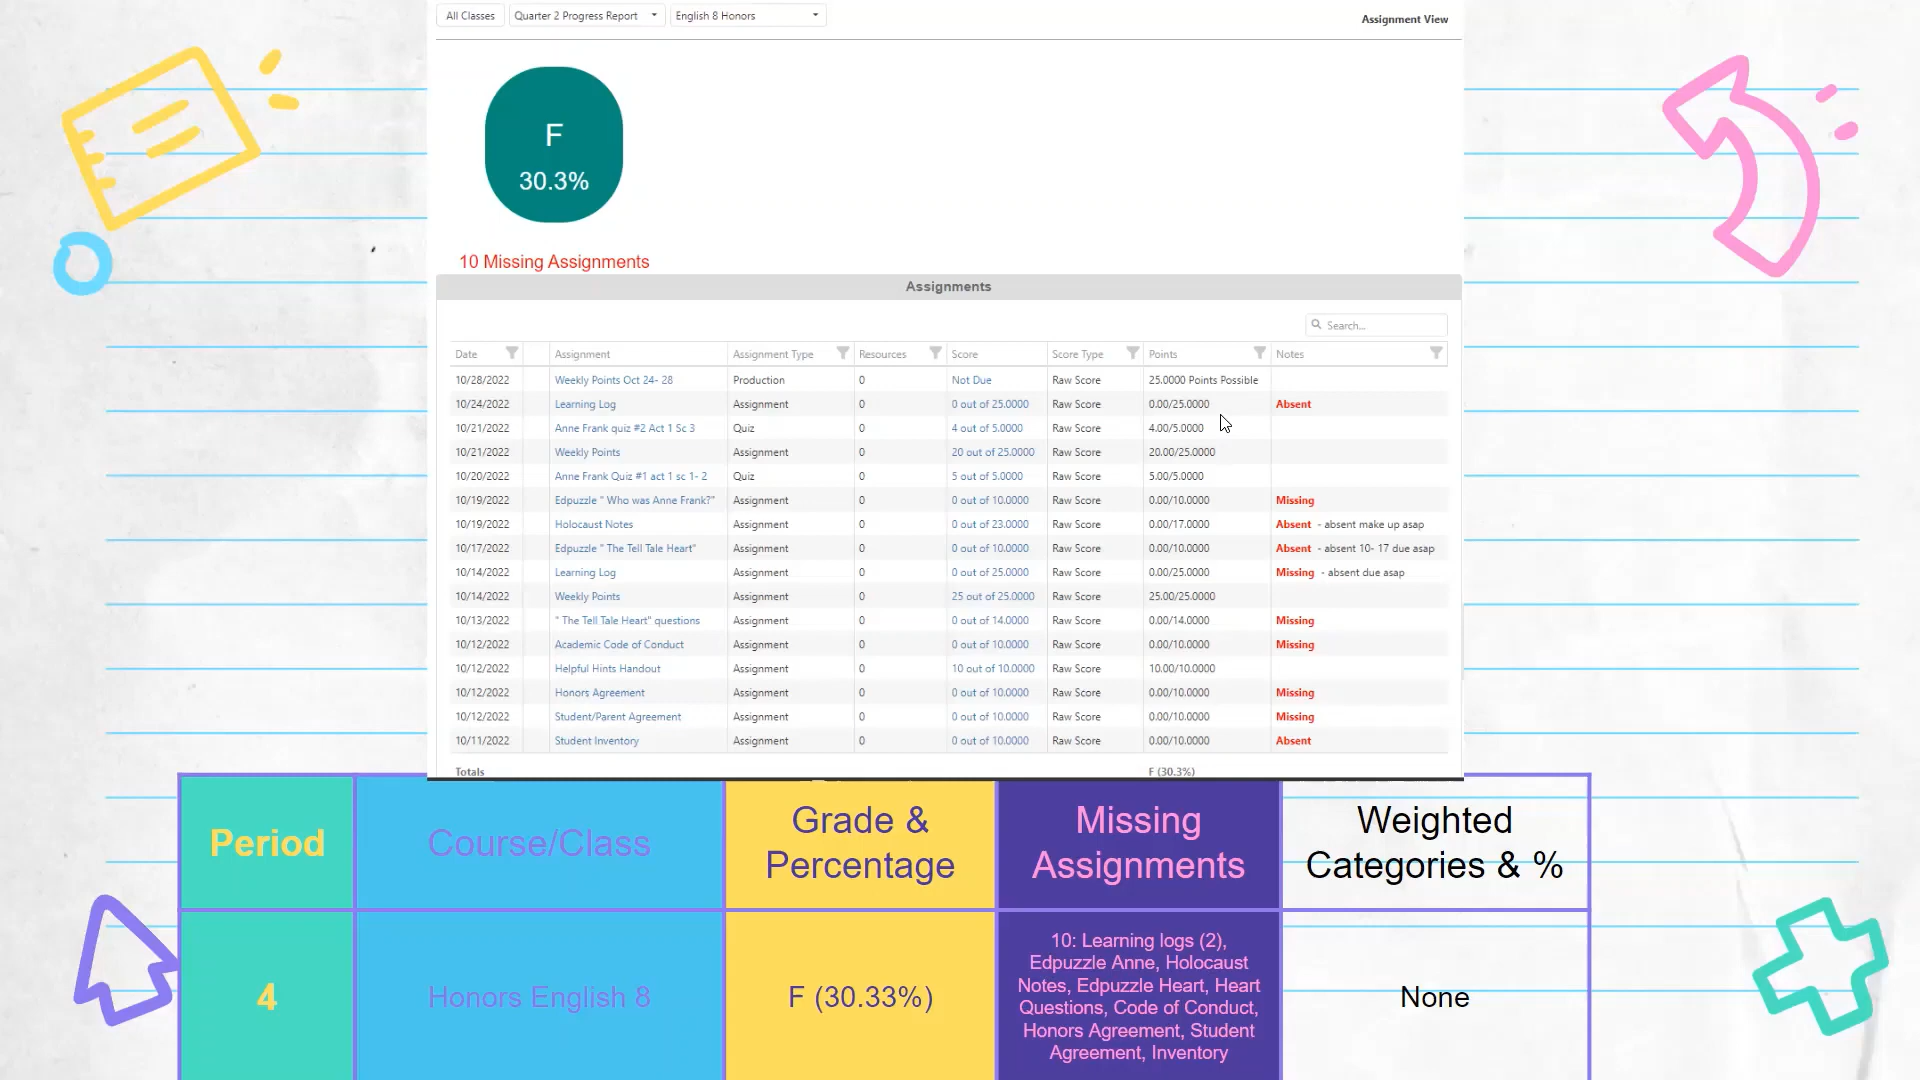 All Classes Quarter 2 Progress Report English 8 Honors Assignment View
F
30.3%
10 Missing Assignments
Assignments
Search...
Date Assignment Assignment Type Resources Score Score Type Points Notes
10/28/2022 Weekly Points Oct 24- 28 Production 0 Not Due Raw Score 25.0000 Points Possible
10/24/2022 Learning Log Assignment 0 0 out of 25.0000 Raw Score 0.00/25.0000 Absent
10/21/2022 Anne Frank quiz #2 Act 1 Sc 3 Quiz 0 4 out of 5.0000 Raw Score 4.00/5.0000
10/21/2022 Weekly Points Assignment 0 20 out of 25.0000 Raw Score 20.00/25.0000
10/20/2022 Anne Frank Quiz #1 act 1 sc 1- 2 Quiz 0 5 out of 5.0000 Raw Score 5.00/5.0000
10/19/2022 Edpuzzle " Who was Anne Frank?" Assignment 0 0 out of 10.0000 Raw Score 0.00/10.0000 Missing
10/19/2022 Holocaust Notes Assignment 0 0 out of 23.0000 Raw Score 0.00/17.0000 Absent - absent make up asap
10/17/2022 Edpuzzle " The Tell Tale Heart" Assignment 0 0 out of 10.0000 Raw Score 0.00/10.0000 Absent - absent 10- 17 due asap
10/14/2022 Learning Log Assignment 0 0 out of 25.0000 Raw Score 0.00/25.0000 Missing - absent due asap
10/14/2022 Weekly Points Assignment 0 25 out of 25.0000 Raw Score 25.00/25.0000
10/13/2022 " The Tell Tale Heart" questions Assignment 0 0 out of 14.0000 Raw Score 0.00/14.0000 Missing
10/12/2022 Academic Code of Conduct Assignment 0 0 out of 10.0000 Raw Score 0.00/10.0000 Missing
10/12/2022 Helpful Hints Handout Assignment 0 10 out of 10.0000 Raw Score 10.00/10.0000
10/12/2022 Honors Agreement Assignment 0 0 out of 10.0000 Raw Score 0.00/10.0000 Missing
10/12/2022 Student/Parent Agreement Assignment 0 0 out of 10.0000 Raw Score 0.00/10.0000 Missing
10/11/2022 Student Inventory Assignment 0 0 out of 10.0000 Raw Score 0.00/10.0000 Absent
Totals F (30.3%)
Period
Course/Class
Grade &
Percentage
Missing
Assignments
Weighted
Categories & %
4
Honors English 8
F (30.33%)
10: Learning logs (2),
Edpuzzle Anne, Holocaust
Notes, Edpuzzle Heart, Heart
Questions, Code of Conduct,
Honors Agreement, Student
Agreement, Inventory
None